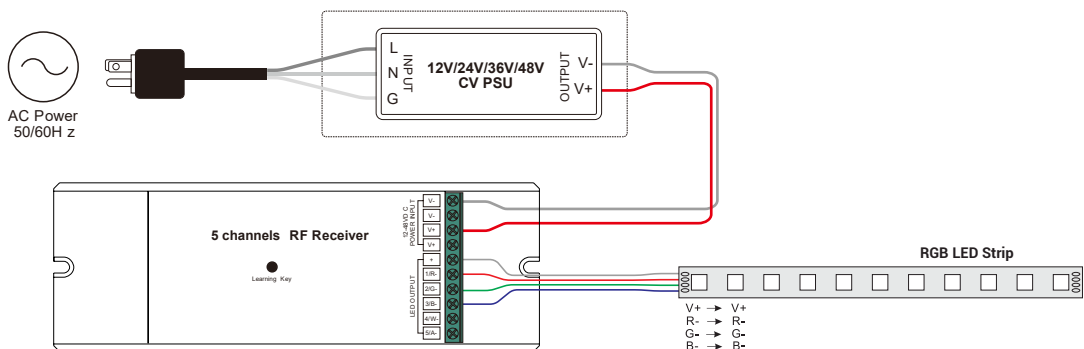 AC Power
50/60H z
L
N
G
INPUT
12V/24V/36V/48V
CV PSU
OUTPUT
V-
V+
5 channels RF Receiver
Learning Key
12-48VDC
POWER INPUT
LED OUTPUT
V-
V-
V+
V+
+
1/R-
2/G-
3/B-
4/W-
5/A-
RGB LED Strip
V+ → V+
R- → R-
G- → G-
B- → B-